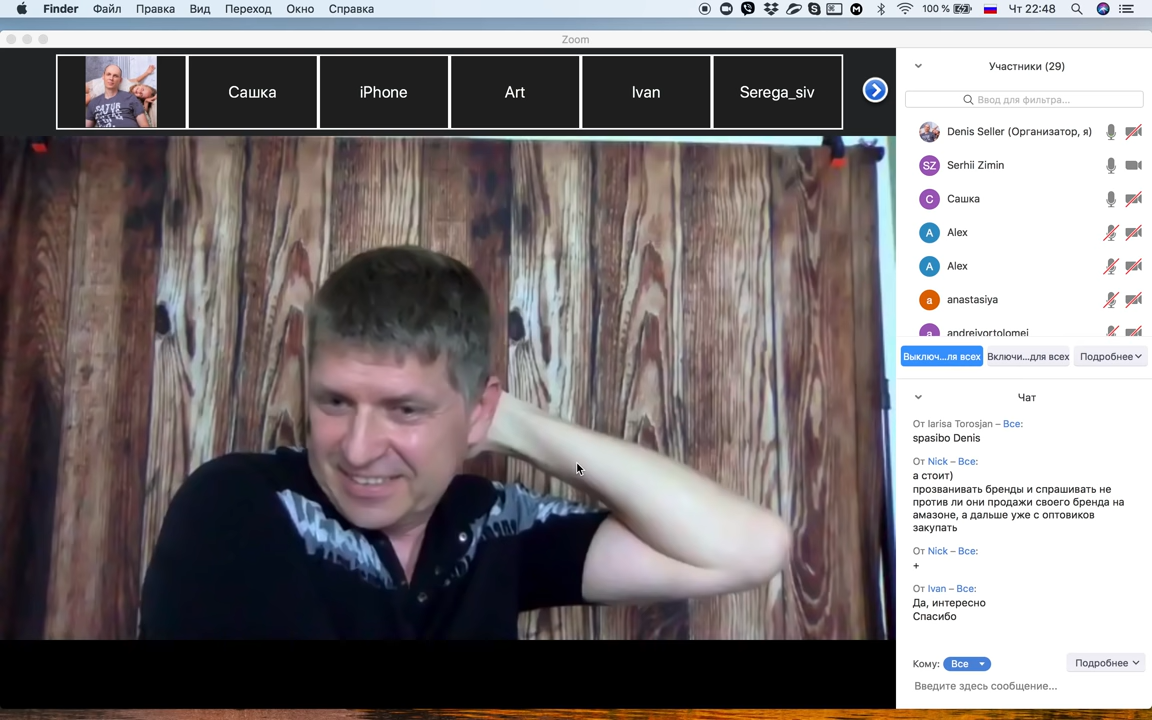 Finder Файл Правка Вид Переход Окно Справка 100 % Чт 22:48
Zoom
SATUR
Сашка
iPhone
Art
Ivan
Serega_siv
Участники (29)
Ввод для фильтра...
Denis Seller (Организатор, я)
SZ Serhii Zimin
С Сашка
A Alex
A Alex
a anastasiya
a andreivortolomei
Выключ...ля всех Включи...для всех Подробнее
Чат
От larisa Torosjan – Все:
spasibo Denis
От Nick – Все:
а стоит)
прозванивать бренды и спрашивать не
против ли они продажи своего бренда на
амазоне, а дальше уже с оптовиков
закупать
От Nick – Все:
+
От Ivan – Все:
Да, интересно
Спасибо
Кому: Все Подробнее
Введите здесь сообщение...